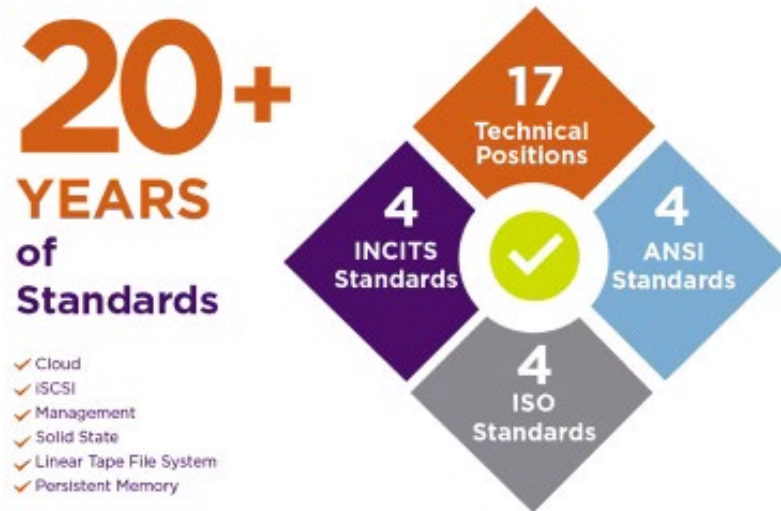 20+
YEARS
of
Standards
Cloud
iSCSI
Management
Solid State
Linear Tape File System
Persistent Memory
17
Technical
Positions
4
INCITS
Standards
4
ANSI
Standards
4
ISO
Standards